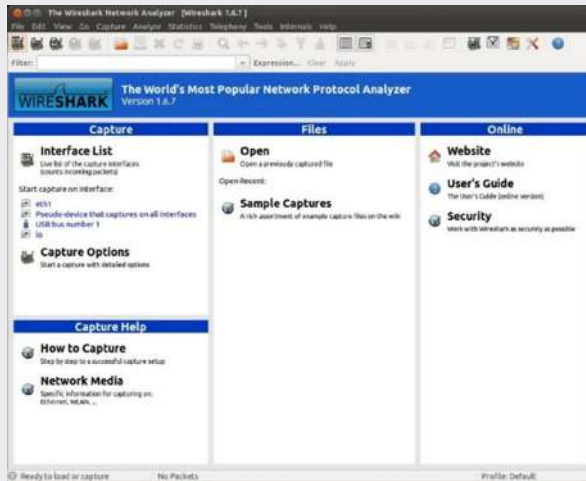 The Wireshark Network Analyzer [Wireshark 1.6.7]
File Edit View Go Capture Analyze Statistics Telephony Tools Internals Help
Filter: Expression... Clear Apply
WIRESHARK
The World's Most Popular Network Protocol Analyzer
Version 1.6.7
Capture
Interface List
Live list of the capture interfaces
(counts incoming packets)
Start capture on interface:
eth1
Pseudo-device that captures on all interfaces
USB bus number 1
lo
Capture Options
Start a capture with detailed options
Capture Help
How to Capture
Step by step to a successful capture setup
Network Media
Specific information for capturing on:
Ethernet, WLAN, ...
Files
Open
Open a previously captured file
Open Recent:
Sample Captures
A rich assortment of example capture files on the wiki
Online
Website
Visit the project's website
User's Guide
The User's Guide (online version)
Security
Work with Wireshark as securely as possible
Ready to load or capture
No Packets
Profile: Default